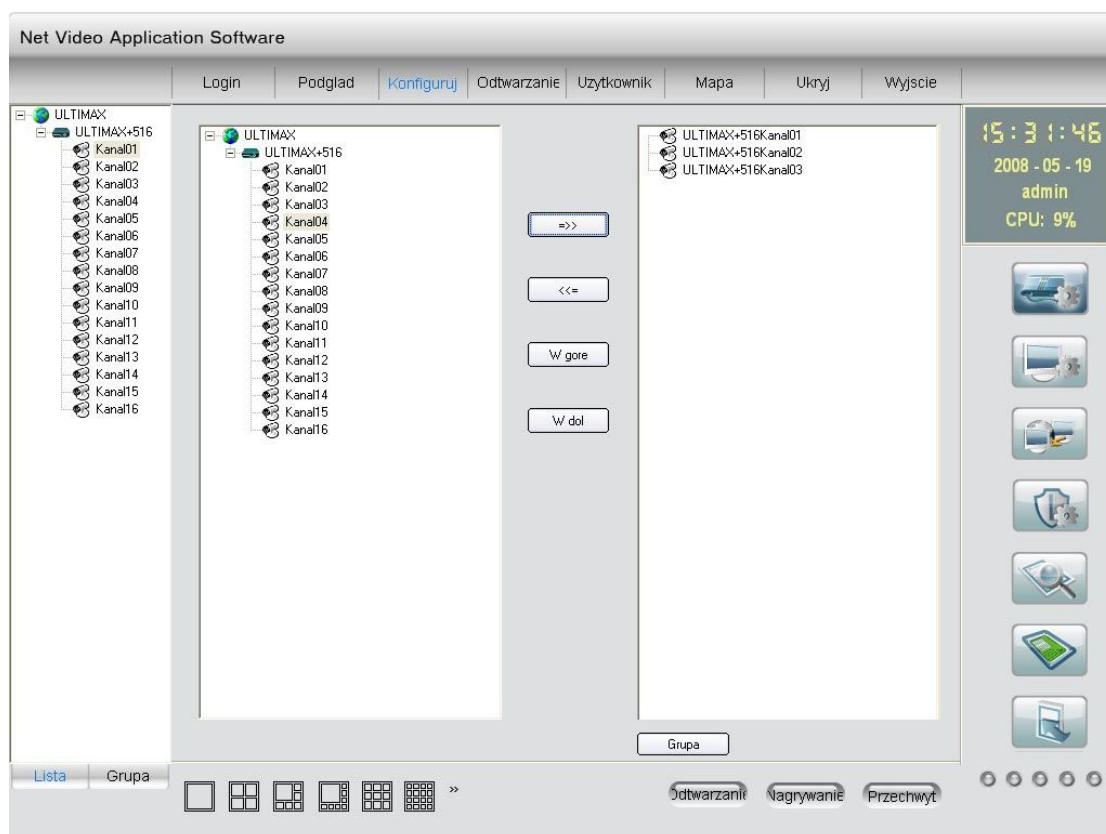 Net Video Application Software
Login Podglad Konfiguruj Odtwarzanie Uzytkownik Mapa Ukryj Wyjscie
ULTIMAX
ULTIMAX+516
Kanal01
Kanal02
Kanal03
Kanal04
Kanal05
Kanal06
Kanal07
Kanal08
Kanal09
Kanal10
Kanal11
Kanal12
Kanal13
Kanal14
Kanal15
Kanal16
Lista Grupa
ULTIMAX
ULTIMAX+516
Kanal01
Kanal02
Kanal03
Kanal04
Kanal05
Kanal06
Kanal07
Kanal08
Kanal09
Kanal10
Kanal11
Kanal12
Kanal13
Kanal14
Kanal15
Kanal16
=>>
<<=
W gore
W dol
ULTIMAX+516Kanal01
ULTIMAX+516Kanal02
ULTIMAX+516Kanal03
Grupa
15:31:46
2008 - 05 - 19
admin
CPU: 9%
»
Odtwarzanie Nagrywanie Przechwyt